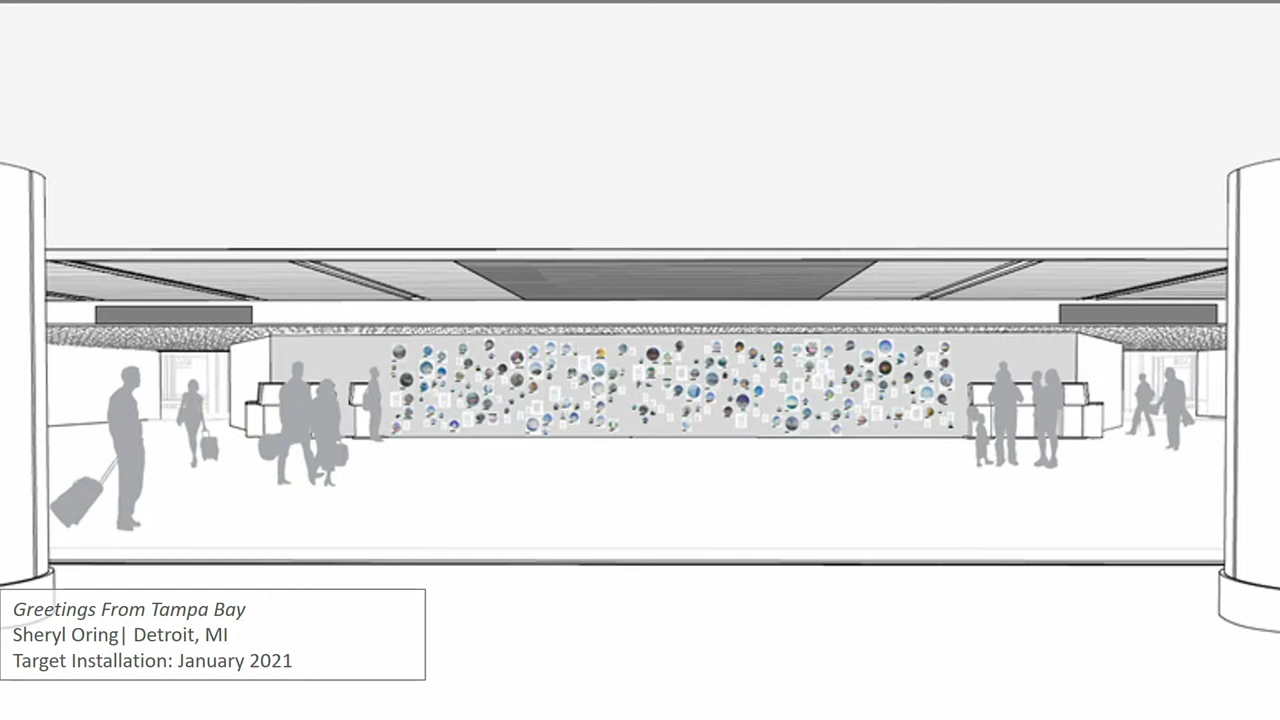 Greetings From Tampa Bay
Sheryl Oring| Detroit, MI
Target Installation: January 2021